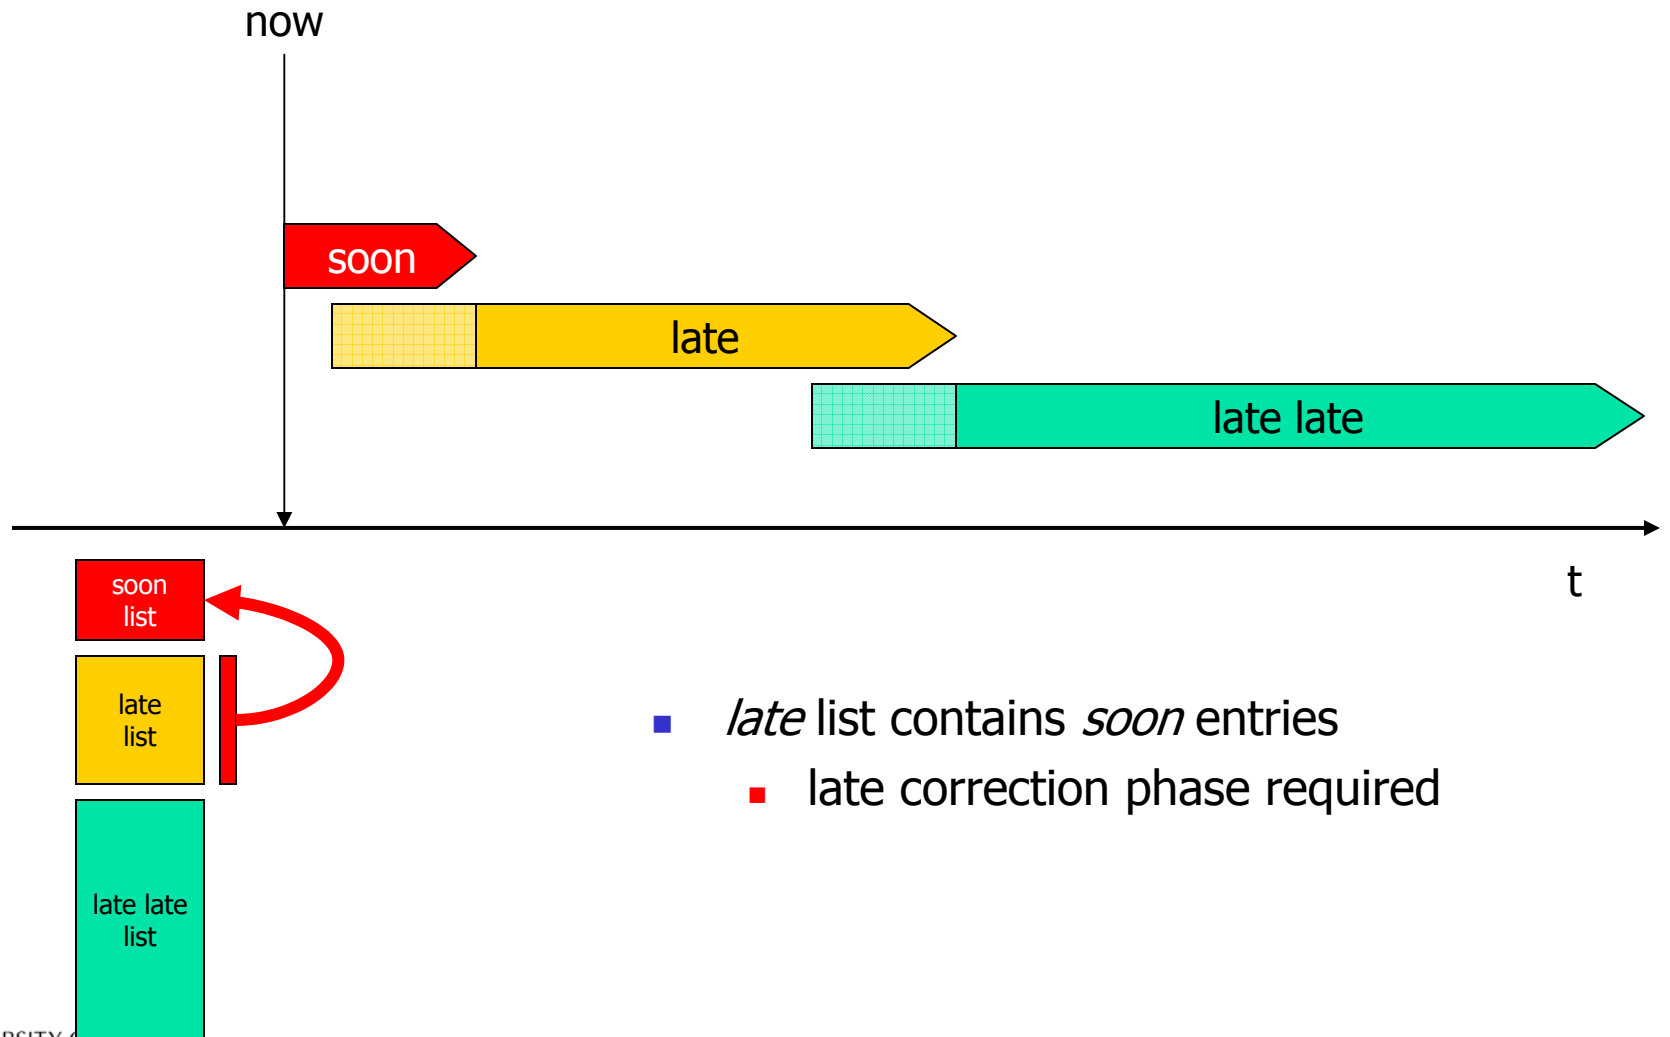 now
soon
late
late late
t
soon
list
late
list
late late
list
late list contains soon entries
late correction phase required